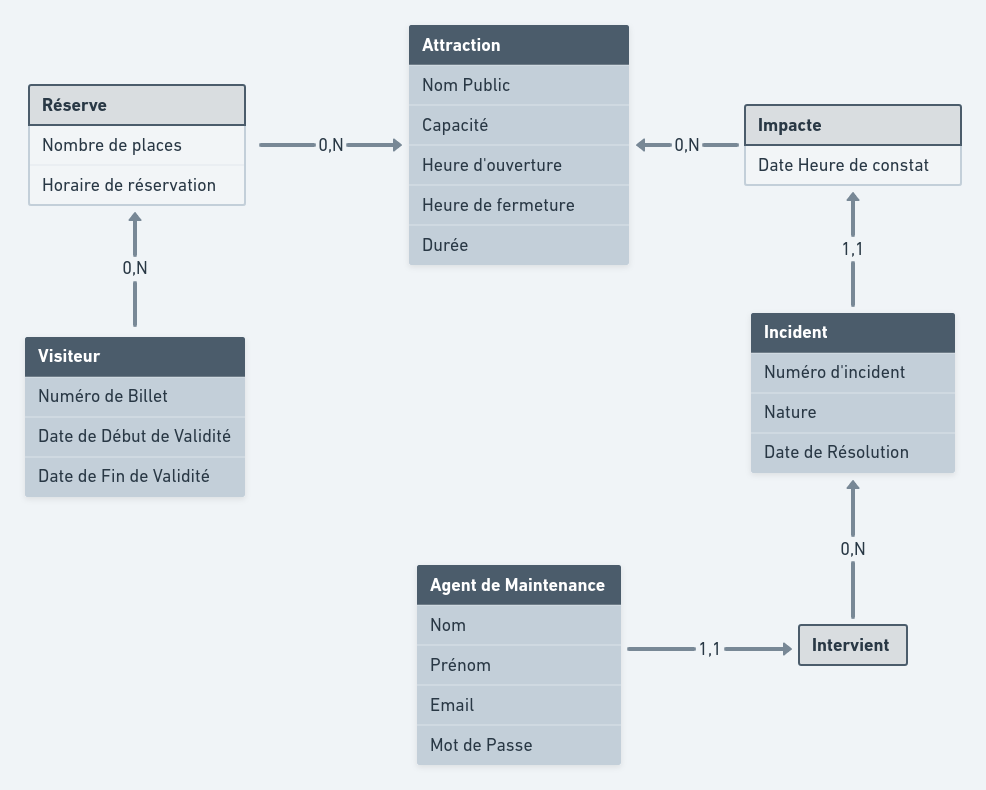 Attraction
Nom Public
Capacité
Heure d'ouverture
Heure de fermeture
Durée
Réserve
Nombre de places
Horaire de réservation
0,N
0,N
Impacte
Date Heure de constat
0,N
1,1
Visiteur
Numéro de Billet
Date de Début de Validité
Date de Fin de Validité
Incident
Numéro d'incident
Nature
Date de Résolution
0,N
Agent de Maintenance
Nom
Prénom
Email
Mot de Passe
1,1
Intervient